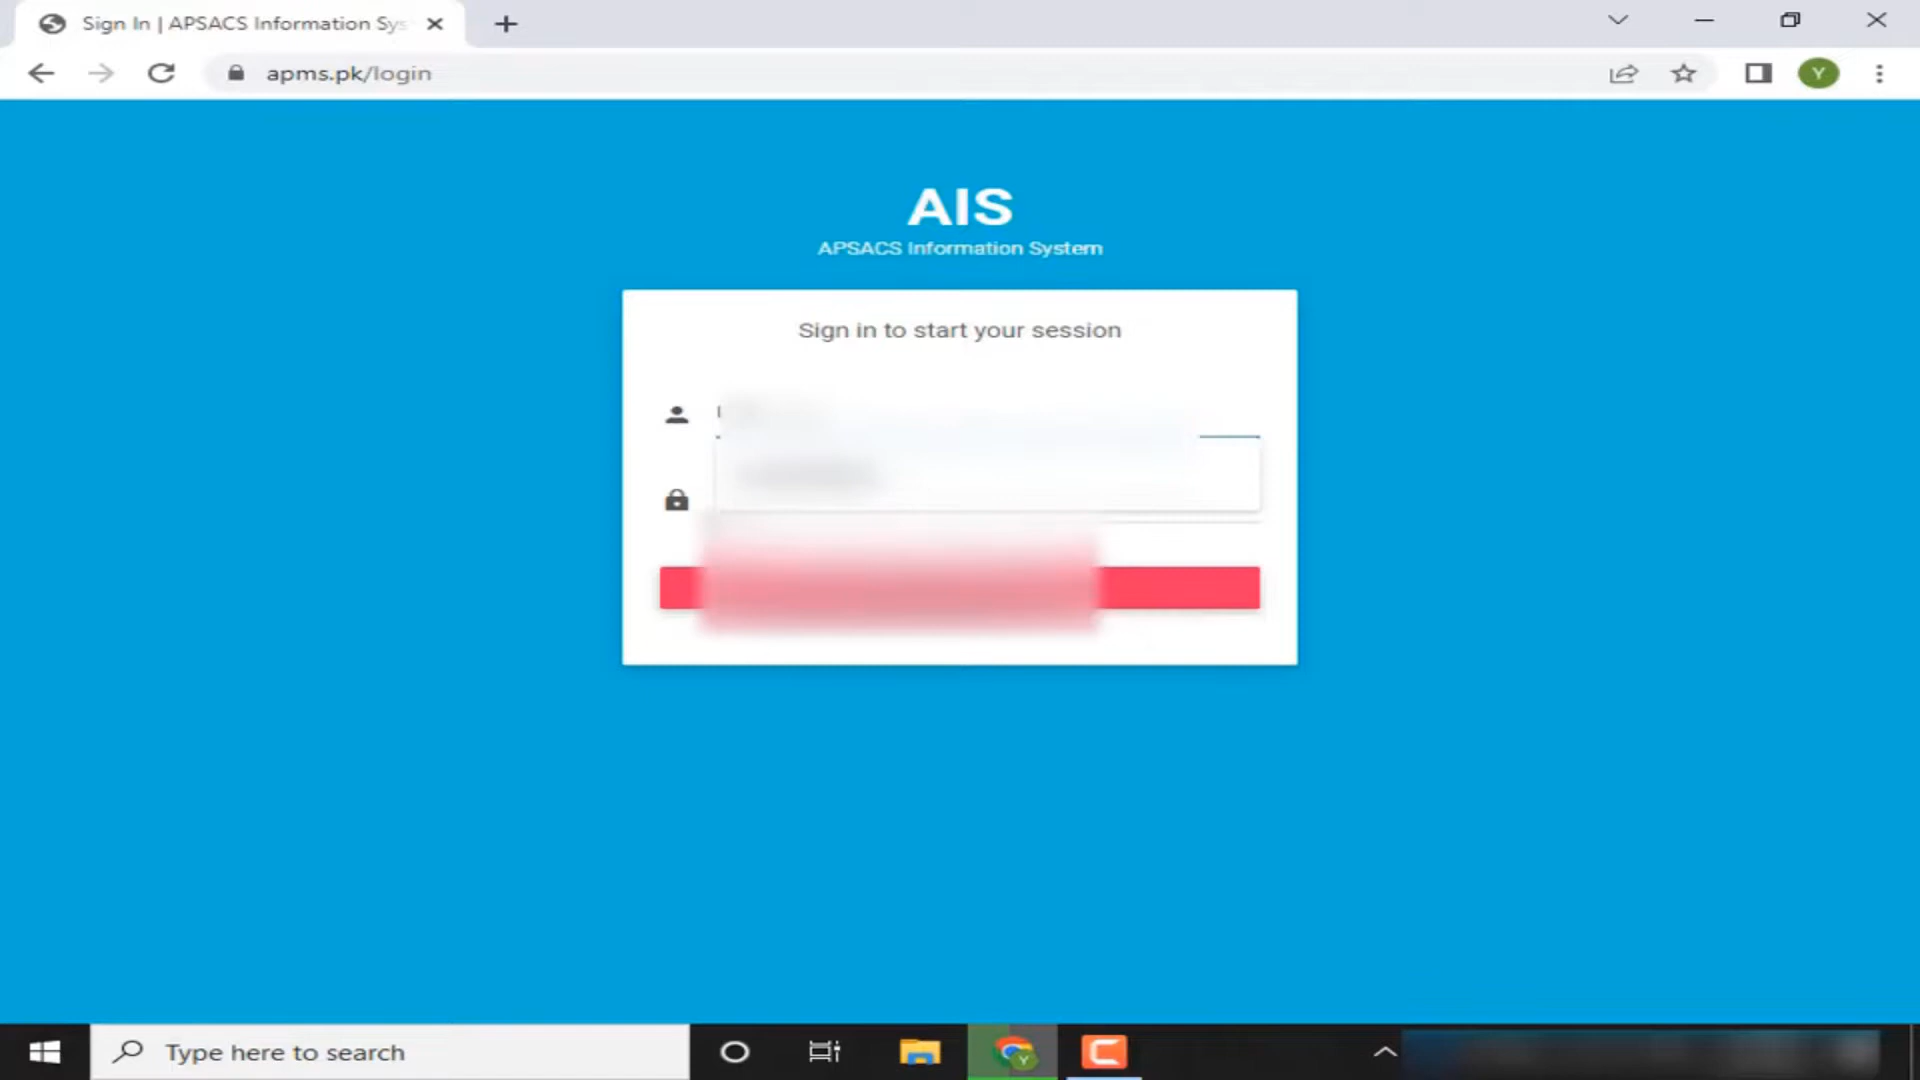 Sign In | APSACS Information Sys
apms.pk/login
Y
AIS
APSACS Information System
Sign in to start your session
Type here to search
Y